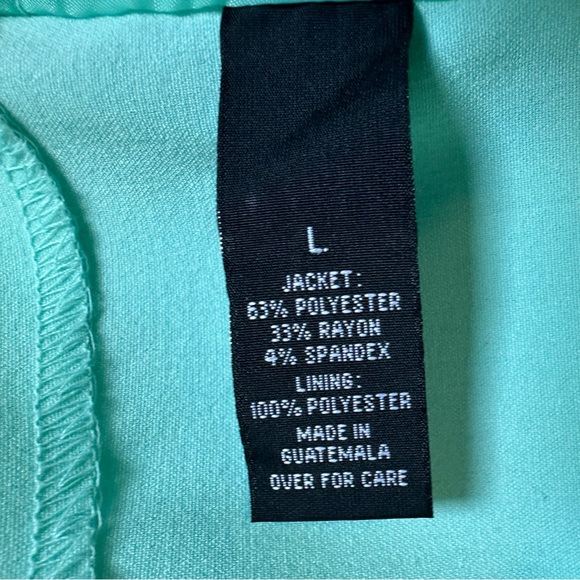 L
JACKET:
63% POLYESTER
33% RAYON
4% SPANDEX
LINING:
100% POLYESTER
MADE IN
GUATEMALA
OVER FOR CARE